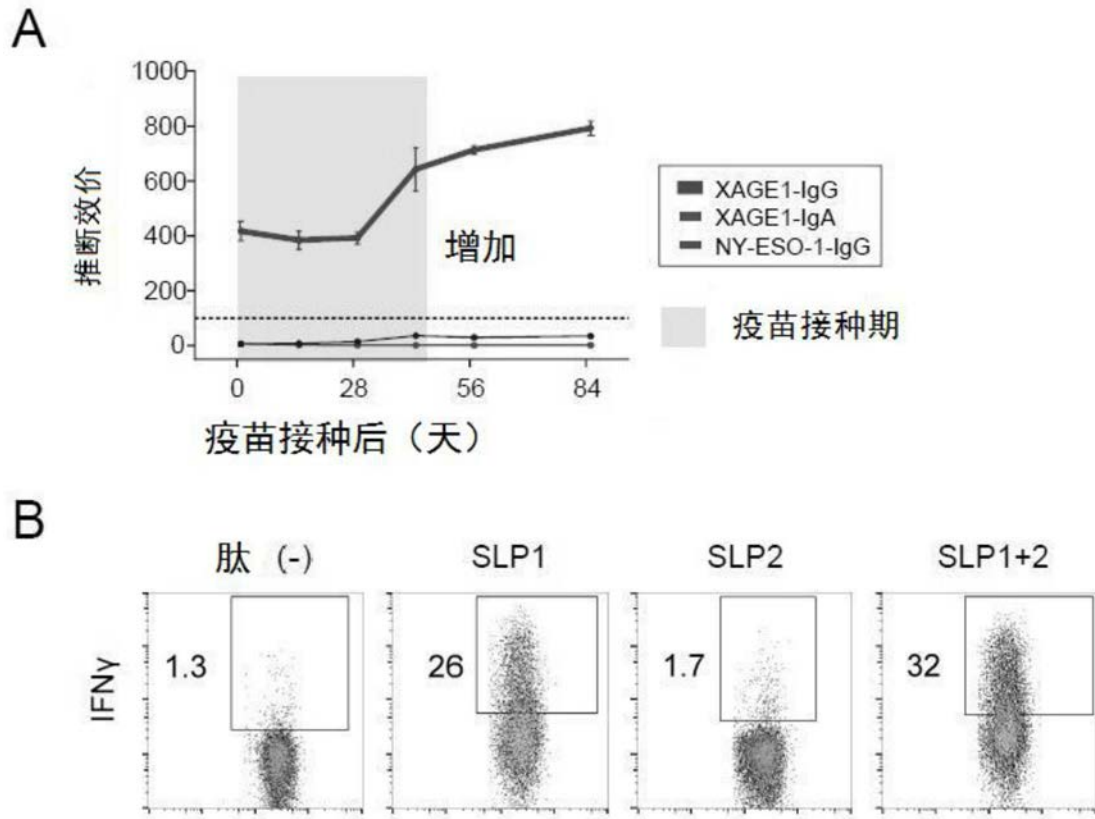 A
1000
800
600
400
200
0
推断效价
增加
0
28
56
84
疫苗接种后（天）
XAGE1-IgG
XAGE1-IgA
NY-ESO-1-IgG
疫苗接种期
B
肽 (-)
SLP1
SLP2
SLP1+2
IFNγ
1.3
26
1.7
32